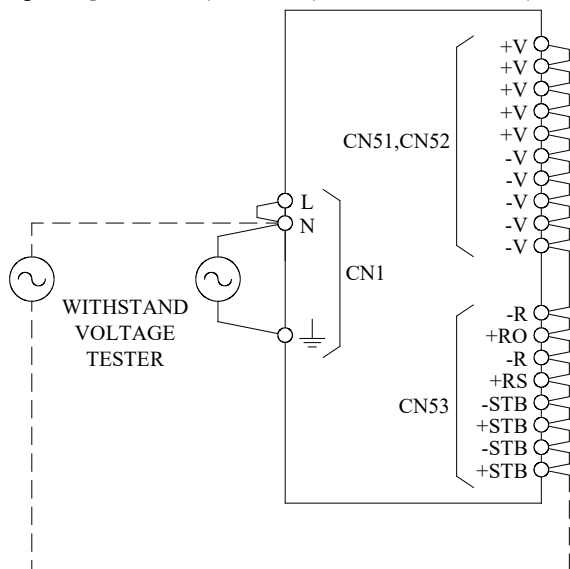 +V
+V
+V
+V
+V
CN51,CN52
-V
-V
-V
-V
-V
L
N
CN1
WITHSTAND
VOLTAGE
TESTER
-R
+RO
-R
+RS
CN53
-STB
+STB
-STB
+STB